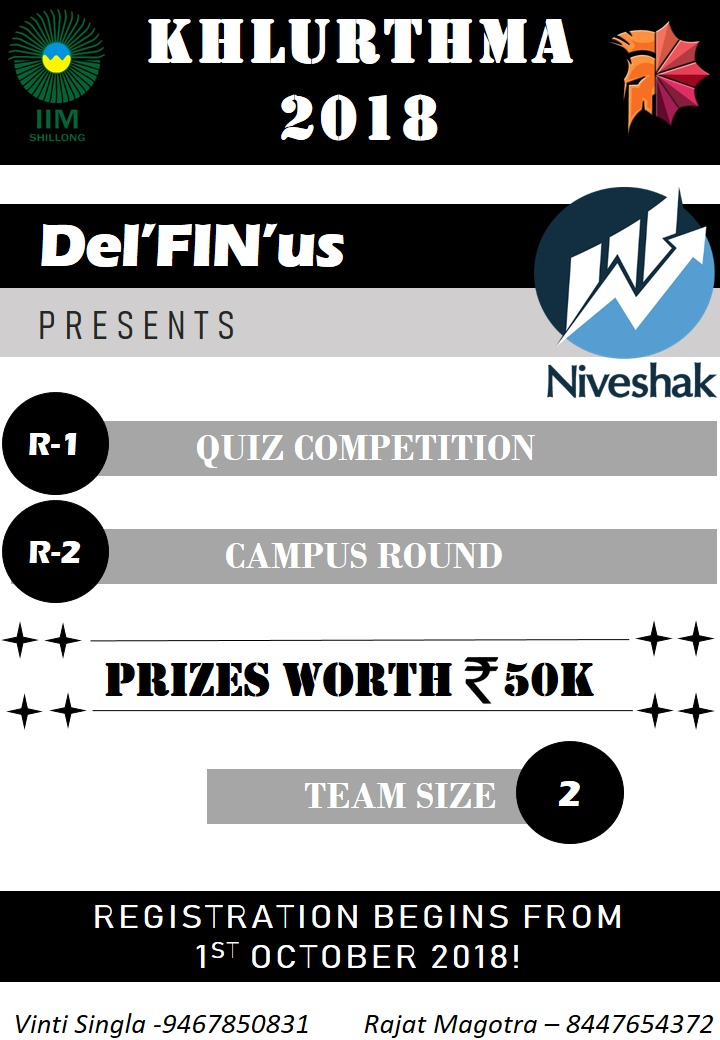 KHLURTHMA
2018
IIM
SHILLONG
Del’FIN’us
PRESENTS
Niveshak
R-1
QUIZ COMPETITION
R-2
CAMPUS ROUND
PRIZES WORTH ₹50K
TEAM SIZE 2
REGISTRATION BEGINS FROM
1ST OCTOBER 2018!
Vinti Singla -9467850831 Rajat Magotra – 8447654372